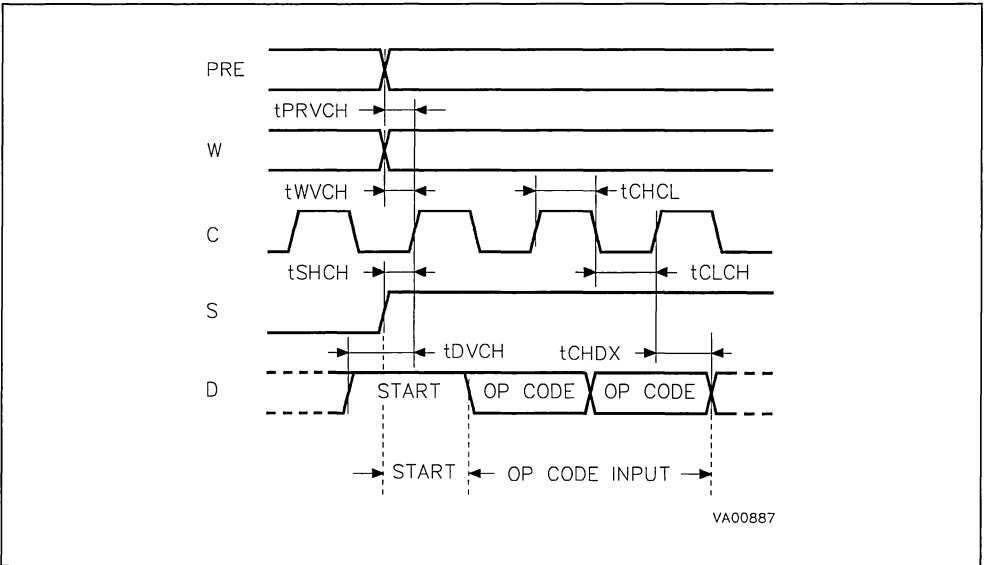 PRE
tPRVCH
W
tWVCH
tCHCL
C
tSHCH
tCLCH
S
tDVCH
tCHDX
D
START
OP CODE
OP CODE
START
OP CODE INPUT
VA00887